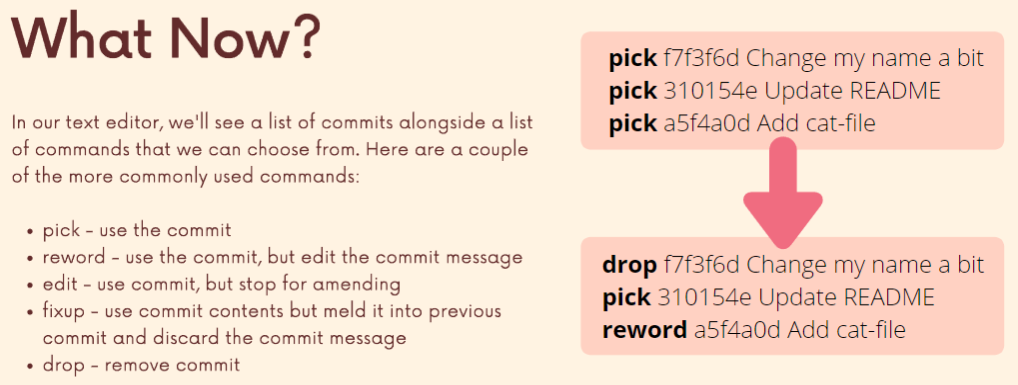 What Now?
In our text editor, we'll see a list of commits alongside a list
of commands that we can choose from. Here are a couple
of the more commonly used commands:
• pick - use the commit
• reword - use the commit, but edit the commit message
• edit - use commit, but stop for amending
• fixup - use commit contents but meld it into previous
commit and discard the commit message
• drop - remove commit
pick f7f3f6d Change my name a bit
pick 310154e Update README
pick a5f4a0d Add cat-file
drop f7f3f6d Change my name a bit
pick 310154e Update README
reword a5f4a0d Add cat-file